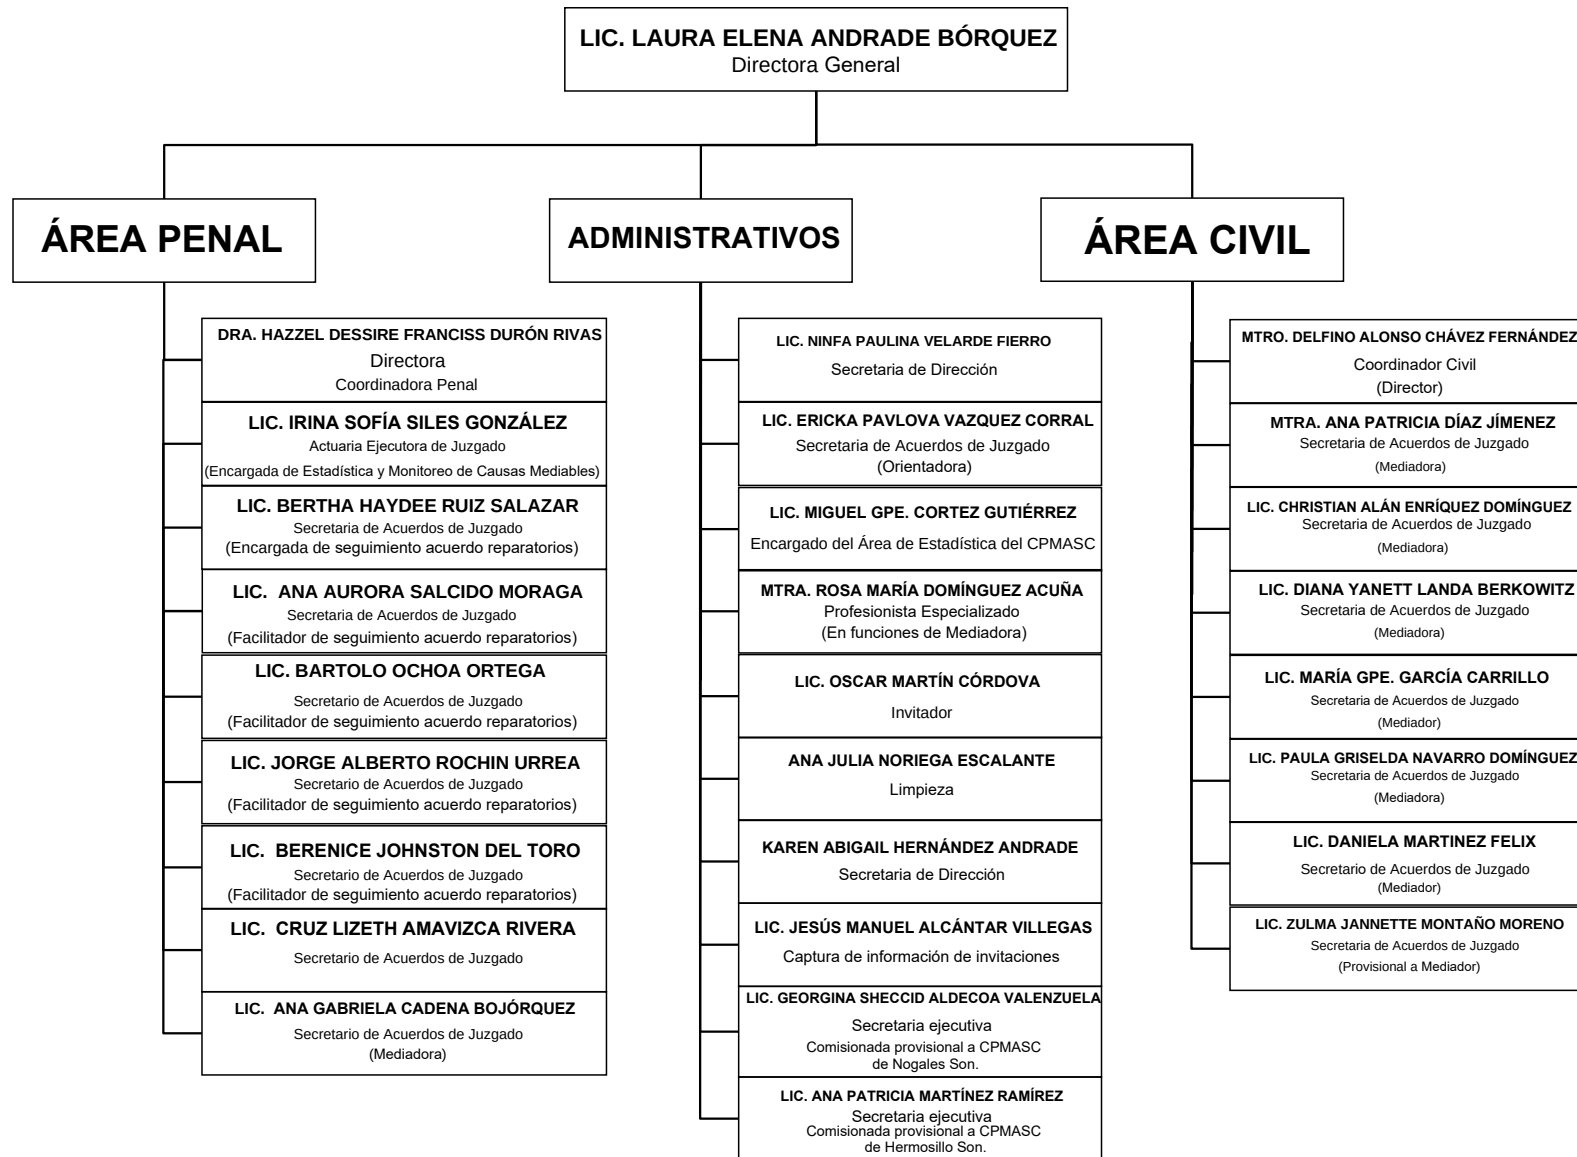 LIC. LAURA ELENA ANDRADE BÓRQUEZ
Directora General
ÁREA PENAL
ADMINISTRATIVOS
ÁREA CIVIL
DRA. HAZZEL DESSIRE FRANCISS DURÓN RIVAS
Directora
Coordinadora Penal
LIC. IRINA SOFÍA SILES GONZÁLEZ
Actuaria Ejecutora de Juzgado
(Encargada de Estadística y Monitoreo de Causas Mediables)
LIC. BERTHA HAYDEE RUIZ SALAZAR
Secretaria de Acuerdos de Juzgado
(Encargada de seguimiento acuerdo reparatorios)
LIC. ANA AURORA SALCIDO MORAGA
Secretaria de Acuerdos de Juzgado
(Facilitador de seguimiento acuerdo reparatorios)
LIC. BARTOLO OCHOA ORTEGA
Secretario de Acuerdos de Juzgado
(Facilitador de seguimiento acuerdo reparatorios)
LIC. JORGE ALBERTO ROCHIN URREA
Secretario de Acuerdos de Juzgado
(Facilitador de seguimiento acuerdo reparatorios)
LIC. BERENICE JOHNSTON DEL TORO
Secretario de Acuerdos de Juzgado
(Facilitador de seguimiento acuerdo reparatorios)
LIC. CRUZ LIZETH AMAVIZCA RIVERA
Secretario de Acuerdos de Juzgado
LIC. ANA GABRIELA CADENA BOJÓRQUEZ
Secretario de Acuerdos de Juzgado
(Mediadora)
LIC. NINFA PAULINA VELARDE FIERRO
Secretaria de Dirección
LIC. ERICKA PAVLOVA VAZQUEZ CORRAL
Secretaria de Acuerdos de Juzgado
(Orientadora)
LIC. MIGUEL GPE. CORTEZ GUTIÉRREZ
Encargado del Área de Estadística del CPMASC
MTRA. ROSA MARÍA DOMÍNGUEZ ACUÑA
Profesionista Especializado
(En funciones de Mediadora)
LIC. OSCAR MARTÍN CÓRDOVA
Invitador
ANA JULIA NORIEGA ESCALANTE
Limpieza
KAREN ABIGAIL HERNÁNDEZ ANDRADE
Secretaria de Dirección
LIC. JESÚS MANUEL ALCÁNTAR VILLEGAS
Captura de información de invitaciones
LIC. GEORGINA SHECCID ALDECOA VALENZUELA
Secretaria ejecutiva
Comisionada provisional a CPMASC
de Nogales Son.
LIC. ANA PATRICIA MARTÍNEZ RAMÍREZ
Secretaria ejecutiva
Comisionada provisional a CPMASC
de Hermosillo Son.
MTRO. DELFINO ALONSO CHÁVEZ FERNÁNDEZ
Coordinador Civil
(Director)
MTRA. ANA PATRICIA DÍAZ JÍMENEZ
Secretaria de Acuerdos de Juzgado
(Mediadora)
LIC. CHRISTIAN ALÁN ENRÍQUEZ DOMÍNGUEZ
Secretaria de Acuerdos de Juzgado
(Mediadora)
LIC. DIANA YANETT LANDA BERKOWITZ
Secretaria de Acuerdos de Juzgado
(Mediadora)
LIC. MARÍA GPE. GARCÍA CARRILLO
Secretaria de Acuerdos de Juzgado
(Mediador)
LIC. PAULA GRISELDA NAVARRO DOMÍNGUEZ
Secretaria de Acuerdos de Juzgado
(Mediadora)
LIC. DANIELA MARTINEZ FELIX
Secretario de Acuerdos de Juzgado
(Mediador)
LIC. ZULMA JANNETTE MONTAÑO MORENO
Secretaria de Acuerdos de Juzgado
(Provisional a Mediador)